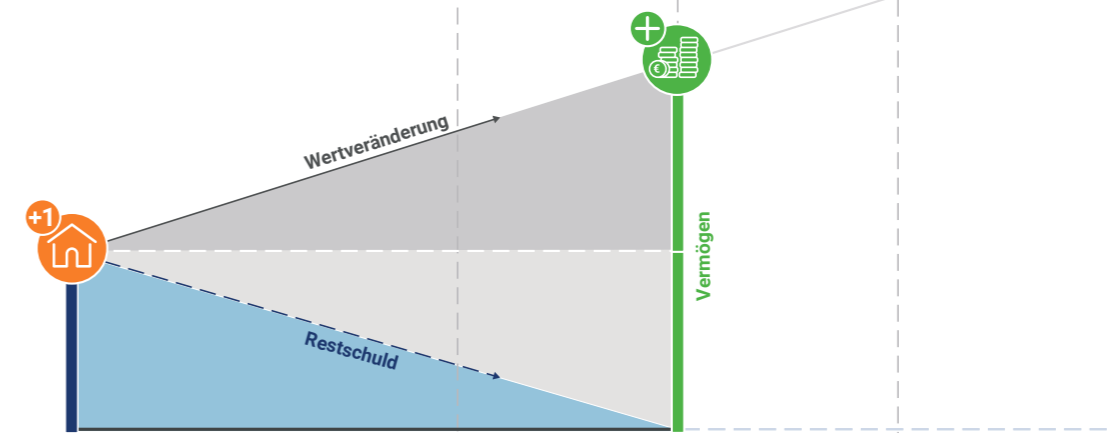 +
€
Wertveränderung
+1
Vermögen
Restschuld